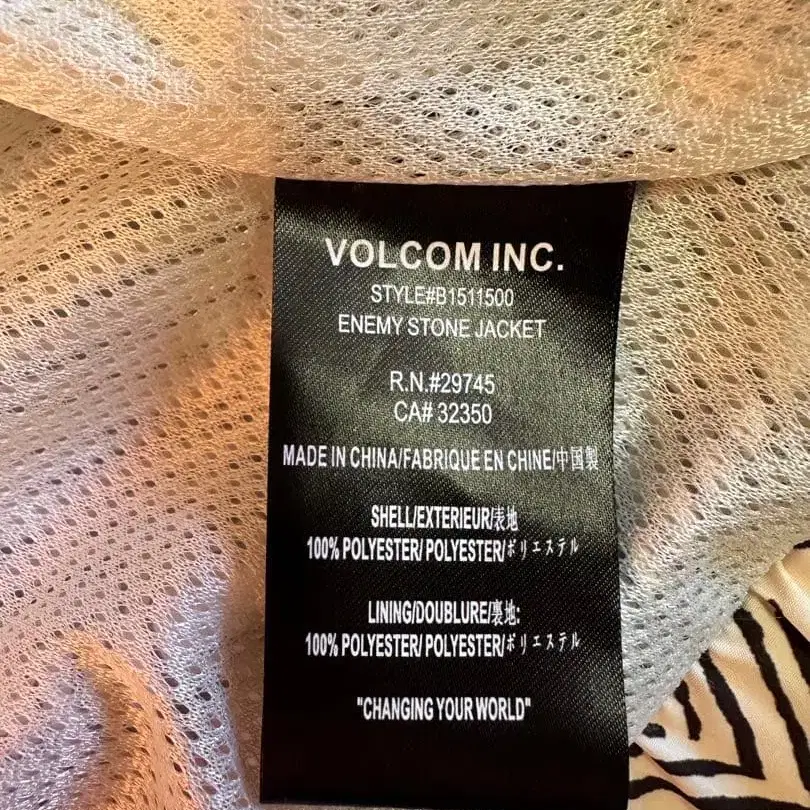 VOLCOM INC.
STYLE#B1511500
ENEMY STONE JACKET
R.N.#29745
CA# 32350
MADE IN CHINA/FABRIQUE EN CHINE/中国製
SHELL/EXTERIEUR/表地
100% POLYESTER/ POLYESTER/ポリエステル
LINING/DOUBLURE/裏地:
100% POLYESTER/ POLYESTER/ポリエステル
"CHANGING YOUR WORLD"